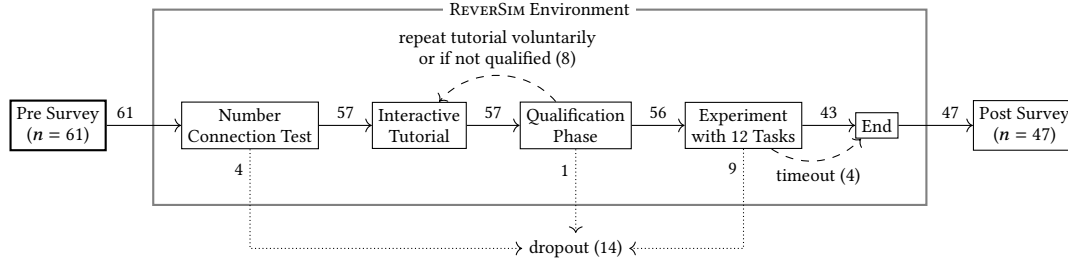 REVERSIM Environment
repeat tutorial voluntarily
or if not qualified (8)
Pre Survey
(n = 61)
61
Number
Connection Test
57
Interactive
Tutorial
57
Qualification
Phase
56
Experiment
with 12 Tasks
43
End
47
Post Survey
(n = 47)
4
1
9
timeout (4)
dropout (14)